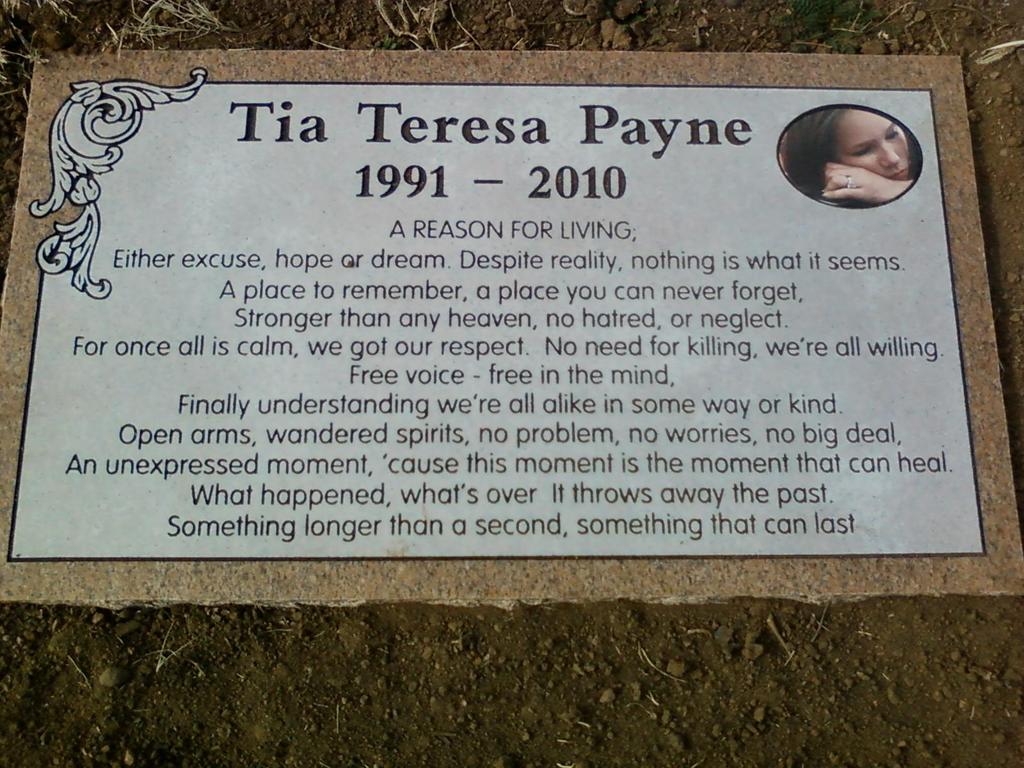 Tia Teresa Payne
1991 – 2010
A REASON FOR LIVING;
Either excuse, hope or dream. Despite reality, nothing is what it seems.
A place to remember, a place you can never forget,
Stronger than any heaven, no hatred, or neglect.
For once all is calm, we got our respect. No need for killing, we're all willing.
Free voice - free in the mind,
Finally understanding we're all alike in some way or kind.
Open arms, wandered spirits, no problem, no worries, no big deal,
An unexpressed moment, 'cause this moment is the moment that can heal.
What happened, what's over It throws away the past.
Something longer than a second, something that can last